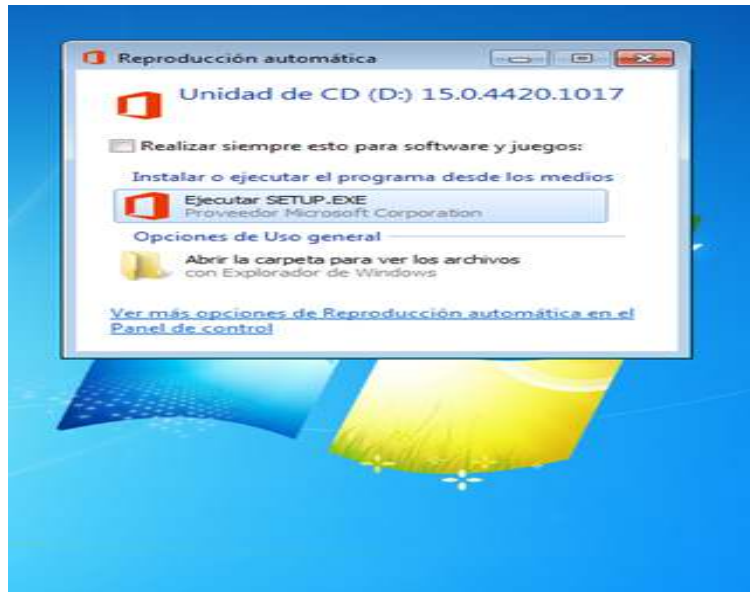 Reproducción automática
Unidad de CD (D:) 15.0.4420.1017
Realizar siempre esto para software y juegos:
Instalar o ejecutar el programa desde los medios
Ejecutar SETUP.EXE
Proveedor Microsoft Corporation
Opciones de Uso general
Abrir la carpeta para ver los archivos
con Explorador de Windows
Ver más opciones de Reproducción automática en el
Panel de control